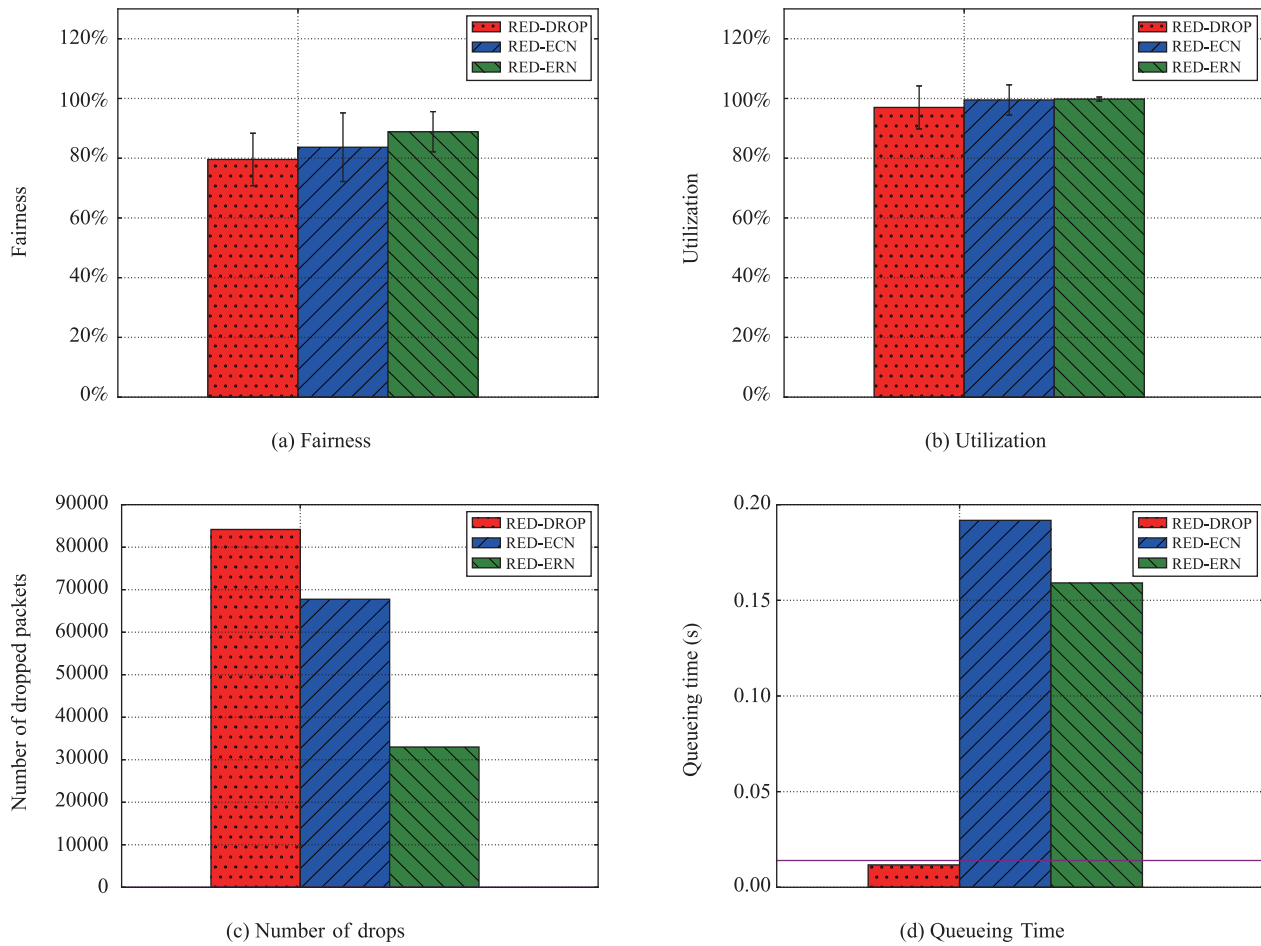 120%
100%
80%
60%
40%
20%
0%
Fairness
RED-DROP
RED-ECN
RED-ERN
(a) Fairness
120%
100%
80%
60%
40%
20%
0%
Utilization
RED-DROP
RED-ECN
RED-ERN
(b) Utilization
90000
80000
70000
60000
50000
40000
30000
20000
10000
0
Number of dropped packets
RED-DROP
RED-ECN
RED-ERN
(c) Number of drops
0.20
0.15
0.10
0.05
0.00
Queueing time (s)
RED-DROP
RED-ECN
RED-ERN
(d) Queueing Time